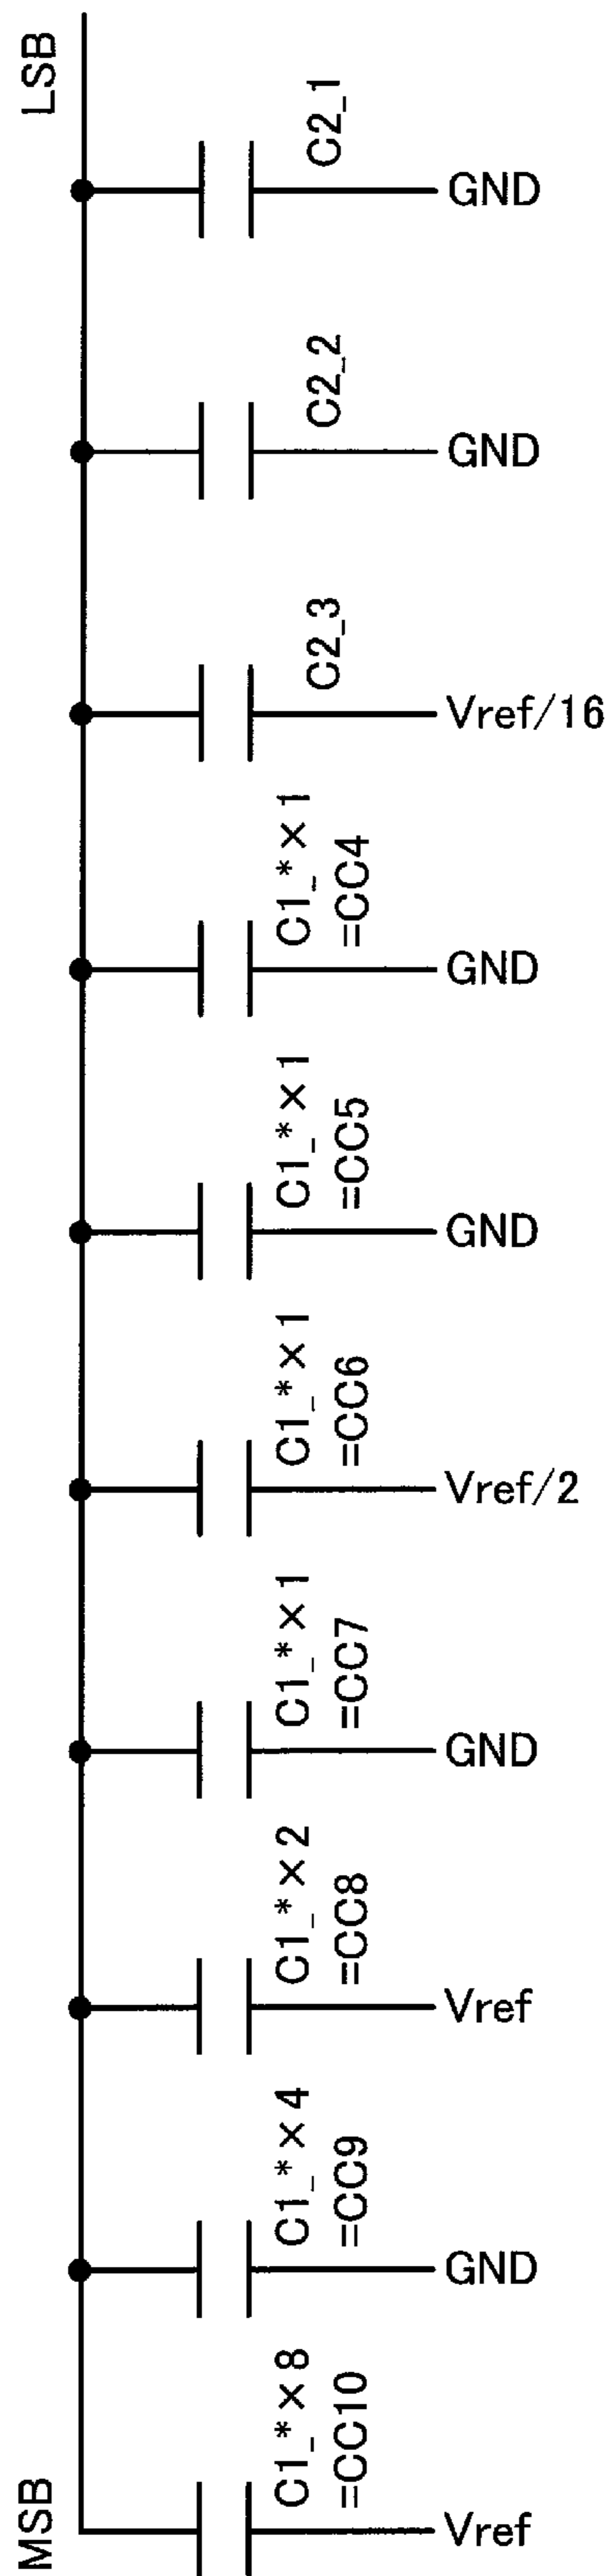 LSB
C2_1
GND
C2_2
GND
C2_3
Vref/16
C1_*×1
=CC4
GND
C1_*×1
=CC5
GND
C1_*×1
=CC6
Vref/2
C1_*×1
=CC7
GND
C1_*×2
=CC8
Vref
C1_*×4
=CC9
GND
C1_*×8
=CC10
Vref
MSB